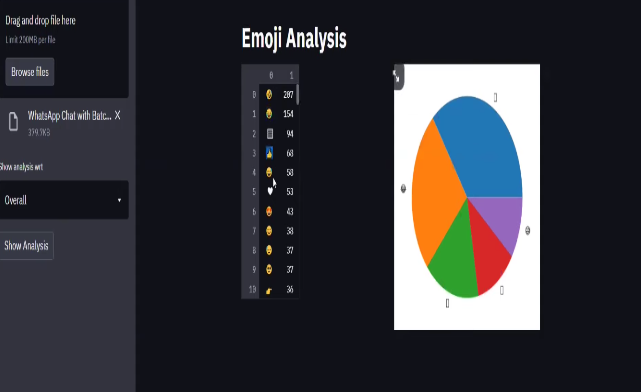 Drag and drop file here
Limit 200MB per file
Browse files
WhatsApp Chat with Batc... X
379.7KB
Show analysis wrt
Overall
Show Analysis
Emoji Analysis
0 1
0 😂 207
1 😅 154
2 94
3 👍 68
4 😄 58
5 ♥ 53
6 😍 43
7 38
8 37
9 37
10 👉 36